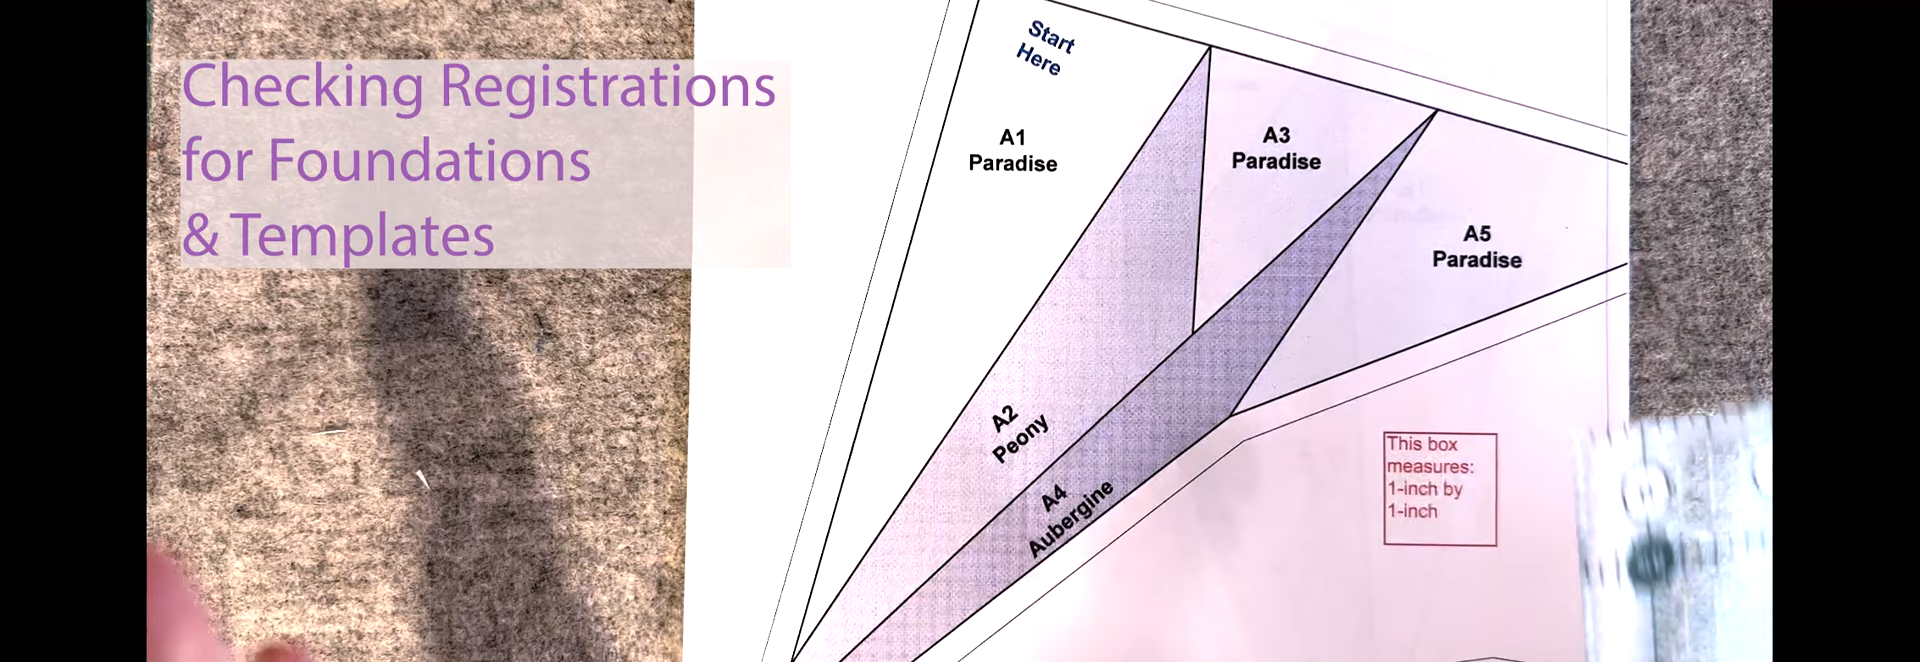 Checking Registrations
for Foundations
& Templates
Start
Here
A1
Paradise
A3
Paradise
A5
Paradise
A2
Peony
A4
Aubergine
This box
measures:
1-inch by
1-inch